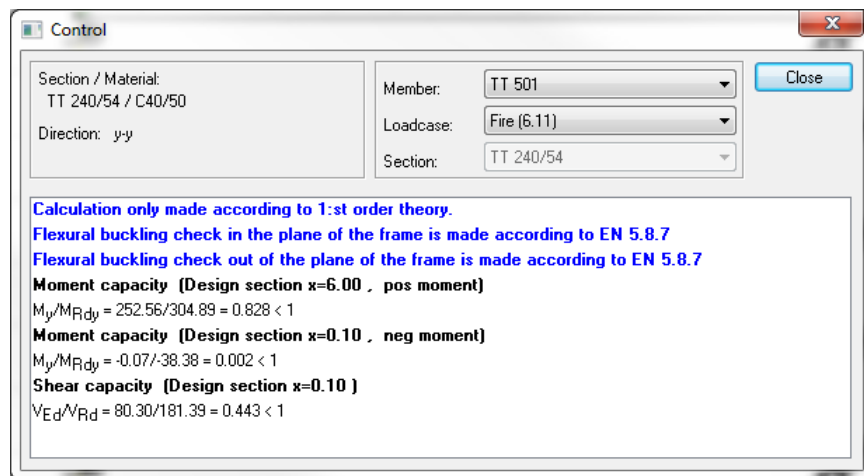 Control
Section / Material:
TT 240/54 / C40/50
Direction: y-y
Member: TT 501
Loadcase: Fire (6.11)
Section: TT 240/54
Close
Calculation only made according to 1:st order theory.
Flexural buckling check in the plane of the frame is made according to EN 5.8.7
Flexural buckling check out of the plane of the frame is made according to EN 5.8.7
Moment capacity (Design section x=6.00 , pos moment)
My/MRdy = 252.56/304.89 = 0.828 < 1
Moment capacity (Design section x=0.10 , neg moment)
My/MRdy = -0.07/-38.38 = 0.002 < 1
Shear capacity (Design section x=0.10 )
VEd/VRd = 80.30/181.39 = 0.443 < 1